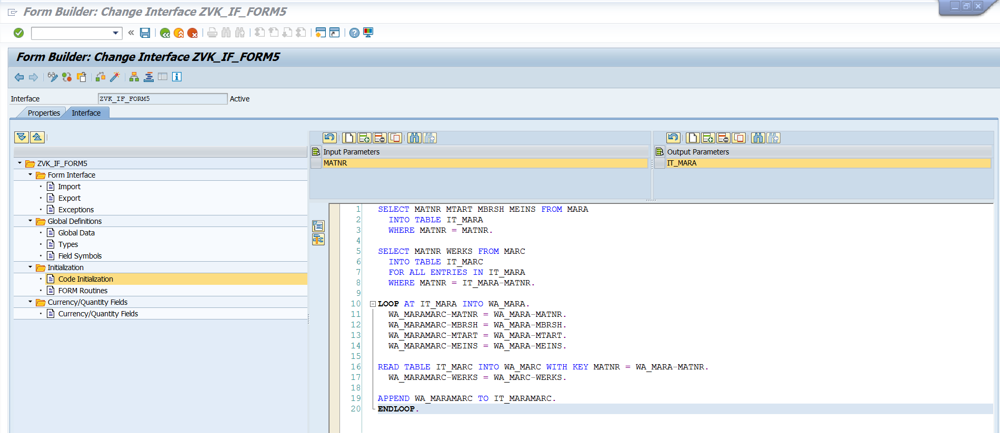 Form Builder: Change Interface ZVK_IF_FORM5
Form Builder: Change Interface ZVK_IF_FORM5
Interface ZVK_IF_FORM5 Active
Properties Interface
Input Parameters Output Parameters
MATNR IT_MARA
ZVK_IF_FORM5
Form Interface
Import
Export
Exceptions
Global Definitions
Global Data
Types
Field Symbols
Initialization
Code Initialization
FORM Routines
Currency/Quantity Fields
Currency/Quantity Fields
1 SELECT MATNR MTART MBRSH MEINS FROM MARA
2 INTO TABLE IT_MARA
3 WHERE MATNR = MATNR.
4
5 SELECT MATNR WERKS FROM MARC
6 INTO TABLE IT_MARC
7 FOR ALL ENTRIES IN IT_MARA
8 WHERE MATNR = IT_MARA-MATNR.
9
10 LOOP AT IT_MARA INTO WA_MARA.
11 WA_MARAMARC-MATNR = WA_MARA-MATNR.
12 WA_MARAMARC-MBRSH = WA_MARA-MBRSH.
13 WA_MARAMARC-MTART = WA_MARA-MTART.
14 WA_MARAMARC-MEINS = WA_MARA-MEINS.
15
16 READ TABLE IT_MARC INTO WA_MARC WITH KEY MATNR = WA_MARA-MATNR.
17 WA_MARAMARC-WERKS = WA_MARC-WERKS.
18
19 APPEND WA_MARAMARC TO IT_MARAMARC.
20 ENDLOOP.